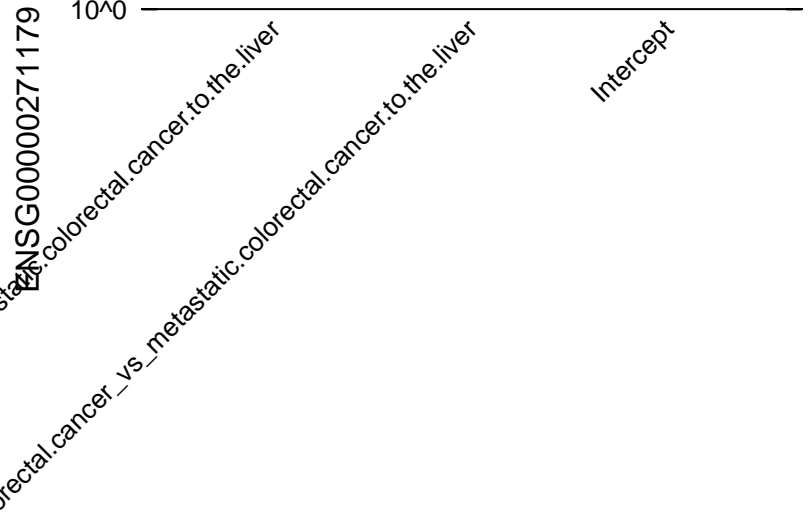 10^0
ENSG00000271179
static.colorectal.cancer.to.the.liver
rectal.cancer_vs_metastatic.colorectal.cancer.to.the.liver
Intercept